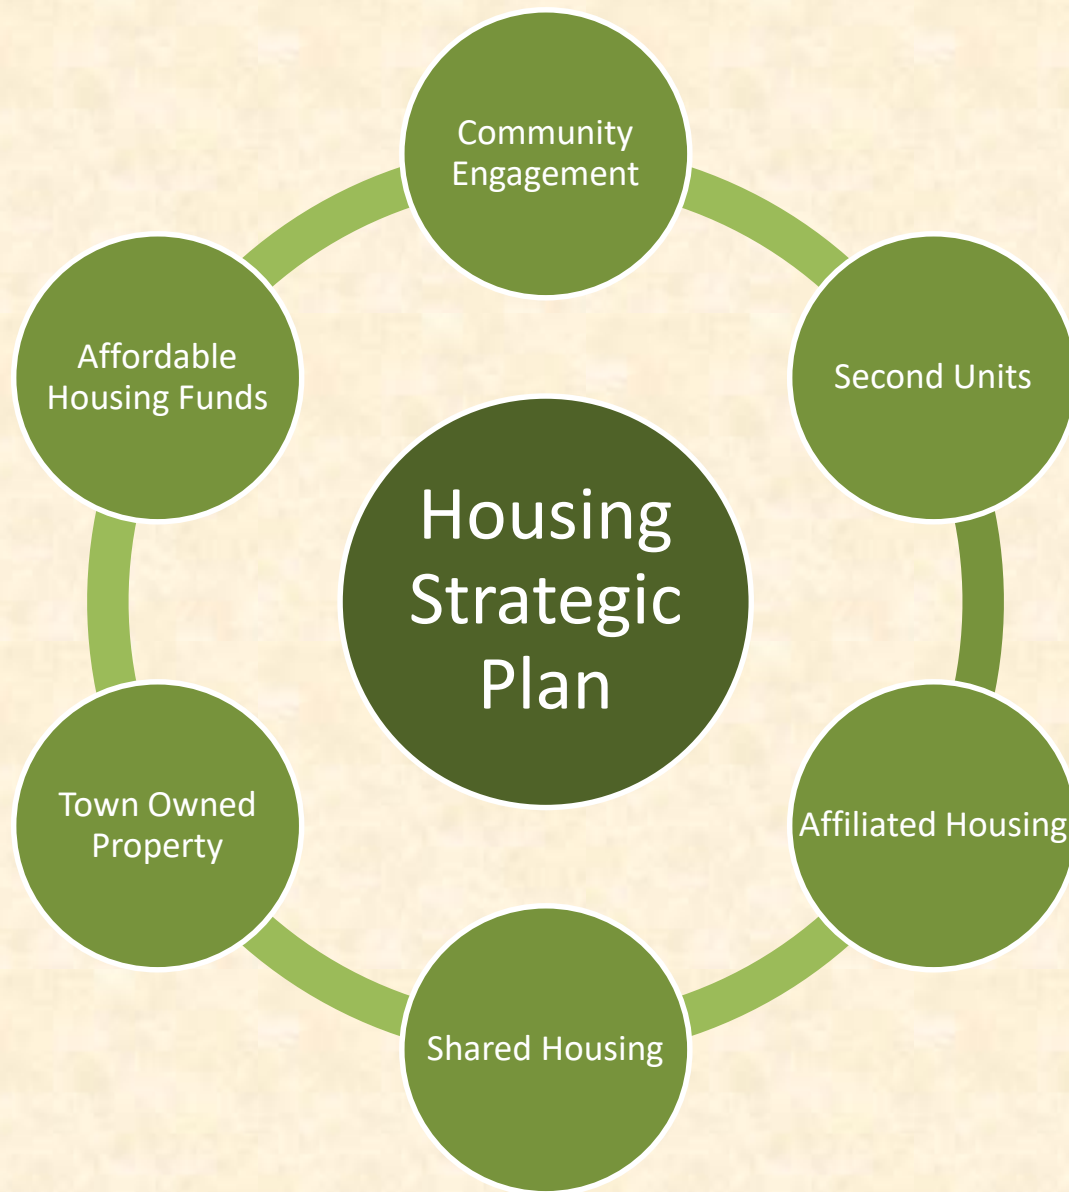 Community
Engagement
Second Units
Affiliated Housing
Shared Housing
Town Owned
Property
Affordable
Housing Funds
Housing
Strategic
Plan